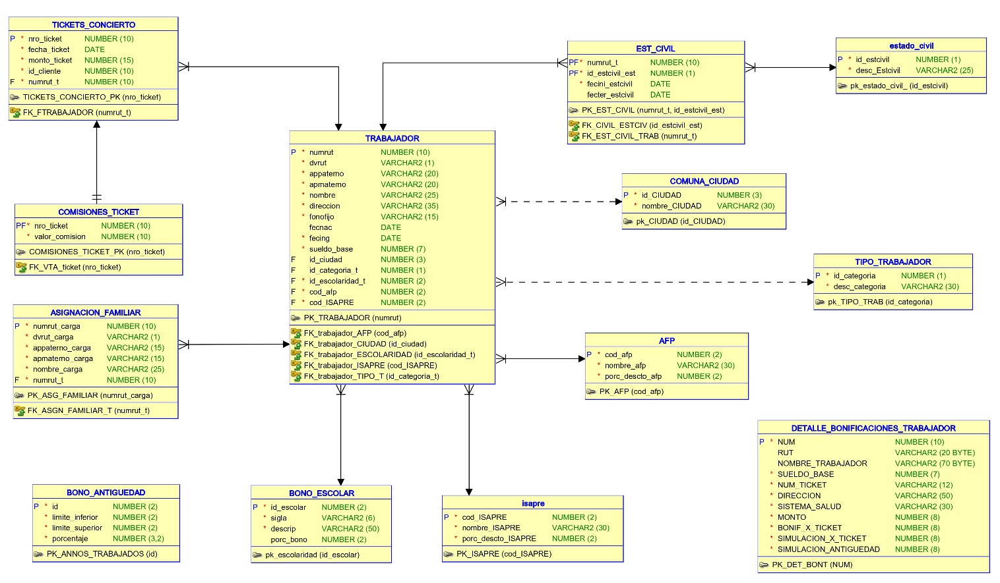 TICKETS_CONCIERTO
P * nro_ticket NUMBER (10)
* fecha_ticket DATE
* monto_ticket NUMBER (15)
* id_cliente NUMBER (10)
F * numrut_t NUMBER (10)
TICKETS_CONCIERTO_PK (nro_ticket)
FK_FTRABAJADOR (numrut_t)
EST_CIVIL
PF* numrut_t NUMBER (10)
PF* id_estcivil_est NUMBER (1)
* fecini_estcivil DATE
fecter_estcivil DATE
PK_EST_CIVIL (numrut_t, id_estcivil_est)
FK_CIVIL_ESTCIV (id_estcivil_est)
FK_EST_CIVIL_TRAB (numrut_t)
estado_civil
P * id_estcivil NUMBER (1)
* desc_Estcivil VARCHAR2 (25)
pk_estado_civil_ (id_estcivil)
TRABAJADOR
P * numrut NUMBER (10)
* dvrut VARCHAR2 (1)
* appaterno VARCHAR2 (20)
* apmaterno VARCHAR2 (20)
* nombre VARCHAR2 (25)
* direccion VARCHAR2 (35)
* fonofijo VARCHAR2 (15)
fecnac DATE
* fecing DATE
* sueldo_base NUMBER (7)
F id_ciudad NUMBER (3)
F id_categoria_t NUMBER (1)
F * id_escolaridad_t NUMBER (2)
F * cod_afp NUMBER (2)
F * cod_ISAPRE NUMBER (2)
PK_TRABAJADOR (numrut)
FK_trabajador_AFP (cod_afp)
FK_trabajador_CIUDAD (id_ciudad)
FK_trabajador_ESCOLARIDAD (id_escolaridad_t)
FK_trabajador_ISAPRE (cod_ISAPRE)
FK_trabajador_TIPO_T (id_categoria_t)
COMUNA_CIUDAD
P * id_CIUDAD NUMBER (3)
* nombre_CIUDAD VARCHAR2 (30)
pk_CIUDAD (id_CIUDAD)
COMISIONES_TICKET
PF* nro_ticket NUMBER (10)
* valor_comision NUMBER (10)
COMISIONES_TICKET_PK (nro_ticket)
FK_VTA_ticket (nro_ticket)
TIPO_TRABAJADOR
P * id_categoria NUMBER (1)
* desc_categoria VARCHAR2 (30)
pk_TIPO_TRAB (id_categoria)
ASIGNACION_FAMILIAR
P * numrut_carga NUMBER (10)
* dvrut_carga VARCHAR2 (1)
* appaterno_carga VARCHAR2 (15)
* apmaterno_carga VARCHAR2 (15)
* nombre_carga VARCHAR2 (25)
F * numrut_t NUMBER (10)
PK_ASG_FAMILIAR (numrut_carga)
FK_ASGN_FAMILIAR_T (numrut_t)
AFP
P * cod_afp NUMBER (2)
* nombre_afp VARCHAR2 (30)
* porc_descto_afp NUMBER (2)
PK_AFP (cod_afp)
DETALLE_BONIFICACIONES_TRABAJADOR
P * NUM NUMBER (10)
RUT VARCHAR2 (20 BYTE)
NOMBRE_TRABAJADOR VARCHAR2 (70 BYTE)
* SUELDO_BASE NUMBER (7)
* NUM_TICKET VARCHAR2 (12)
* DIRECCION VARCHAR2 (50)
* SISTEMA_SALUD VARCHAR2 (30)
* MONTO NUMBER (8)
* BONIF_X_TICKET NUMBER (8)
* SIMULACION_X_TICKET NUMBER (8)
* SIMULACION_ANTIGUEDAD NUMBER (8)
PK_DET_BONT (NUM)
BONO_ANTIGUEDAD
P * id NUMBER (2)
* limite_inferior NUMBER (2)
* limite_superior NUMBER (2)
* porcentaje NUMBER (3,2)
PK_ANNOS_TRABAJADOS (id)
BONO_ESCOLAR
P * id_escolar NUMBER (2)
* sigla VARCHAR2 (6)
* descrip VARCHAR2 (50)
porc_bono NUMBER (2)
pk_escolaridad (id_escolar)
isapre
P * cod_ISAPRE NUMBER (2)
* nombre_ISAPRE VARCHAR2 (30)
* porc_descto_ISAPRE NUMBER (2)
PK_ISAPRE (cod_ISAPRE)